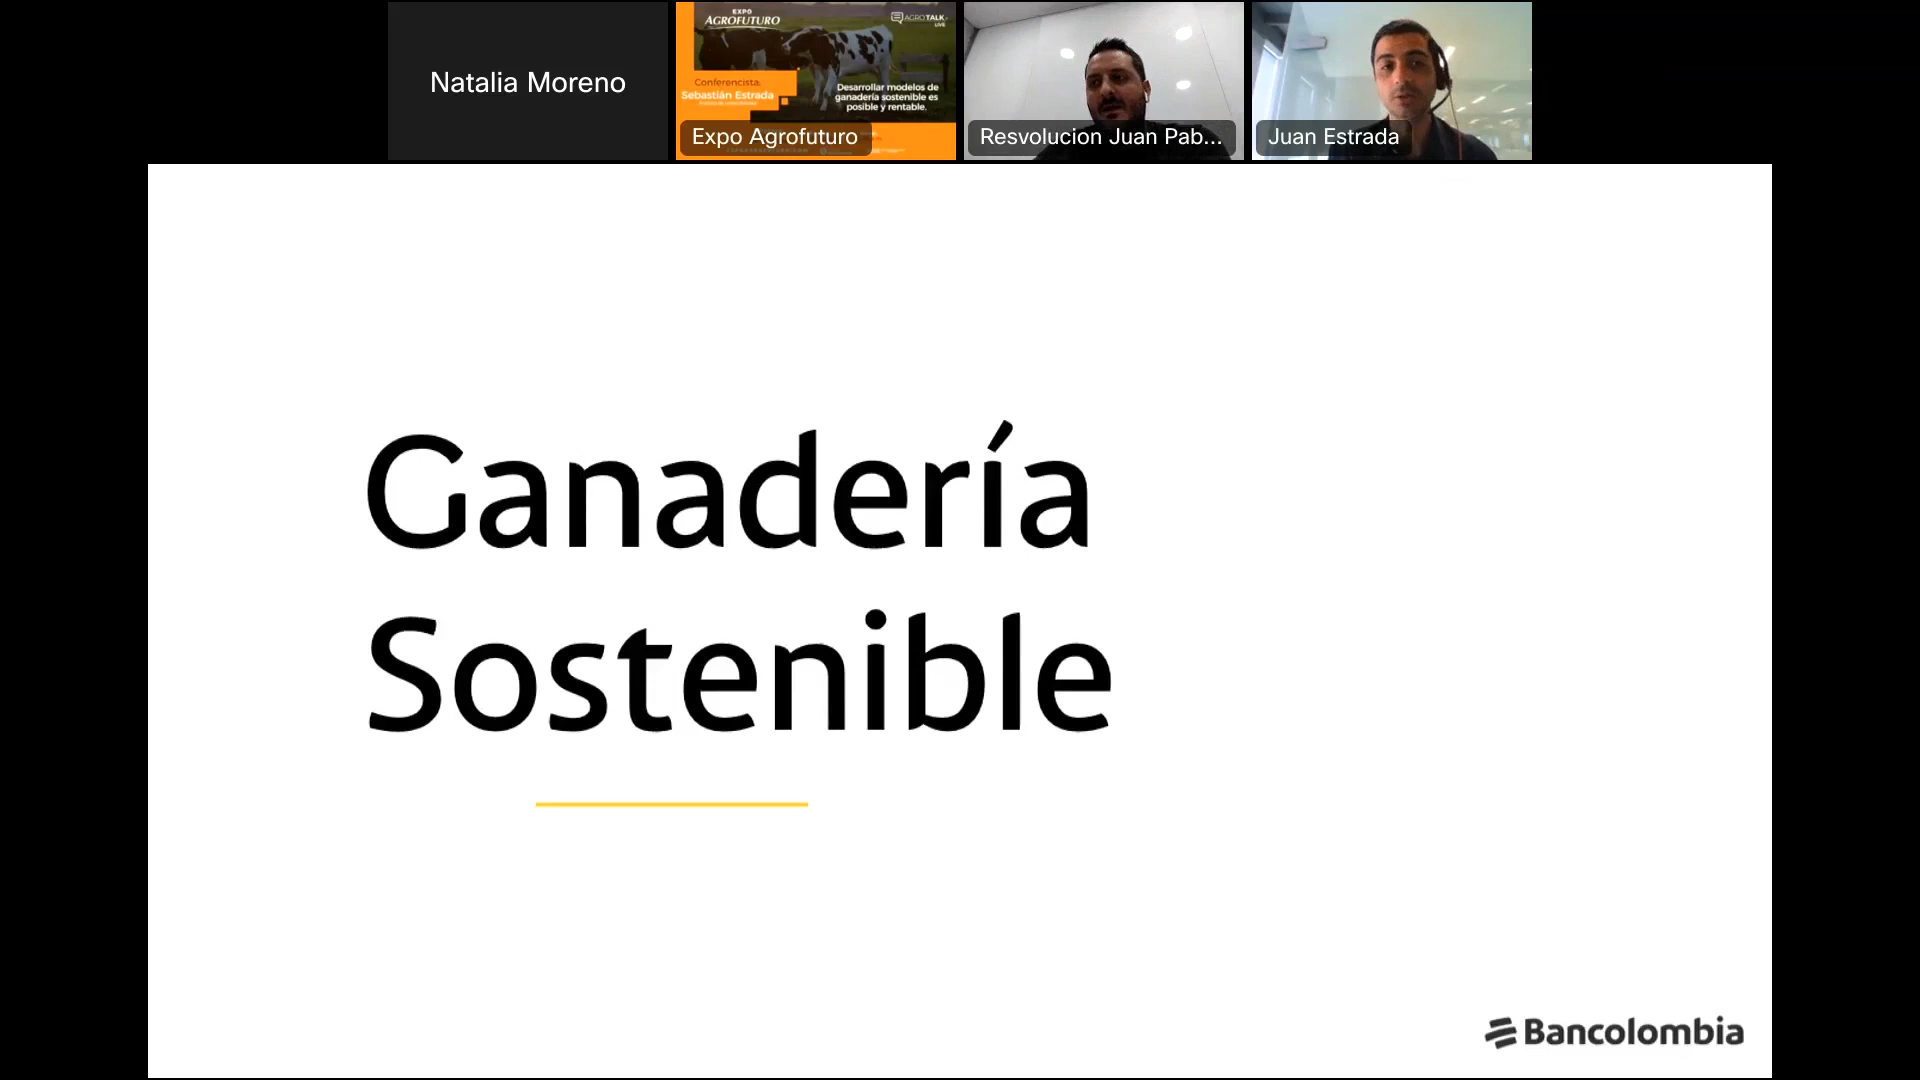 Natalia Moreno
EXPO
AGROFUTURO
AGROTALK
LIVE
Conferencista:
Sebastián Estrada
Desarrollar modelos de
ganadería sostenible es
posible y rentable.
Expo Agrofuturo
Resvolucion Juan Pab...
Juan Estrada
Ganadería
Sostenible
Bancolombia